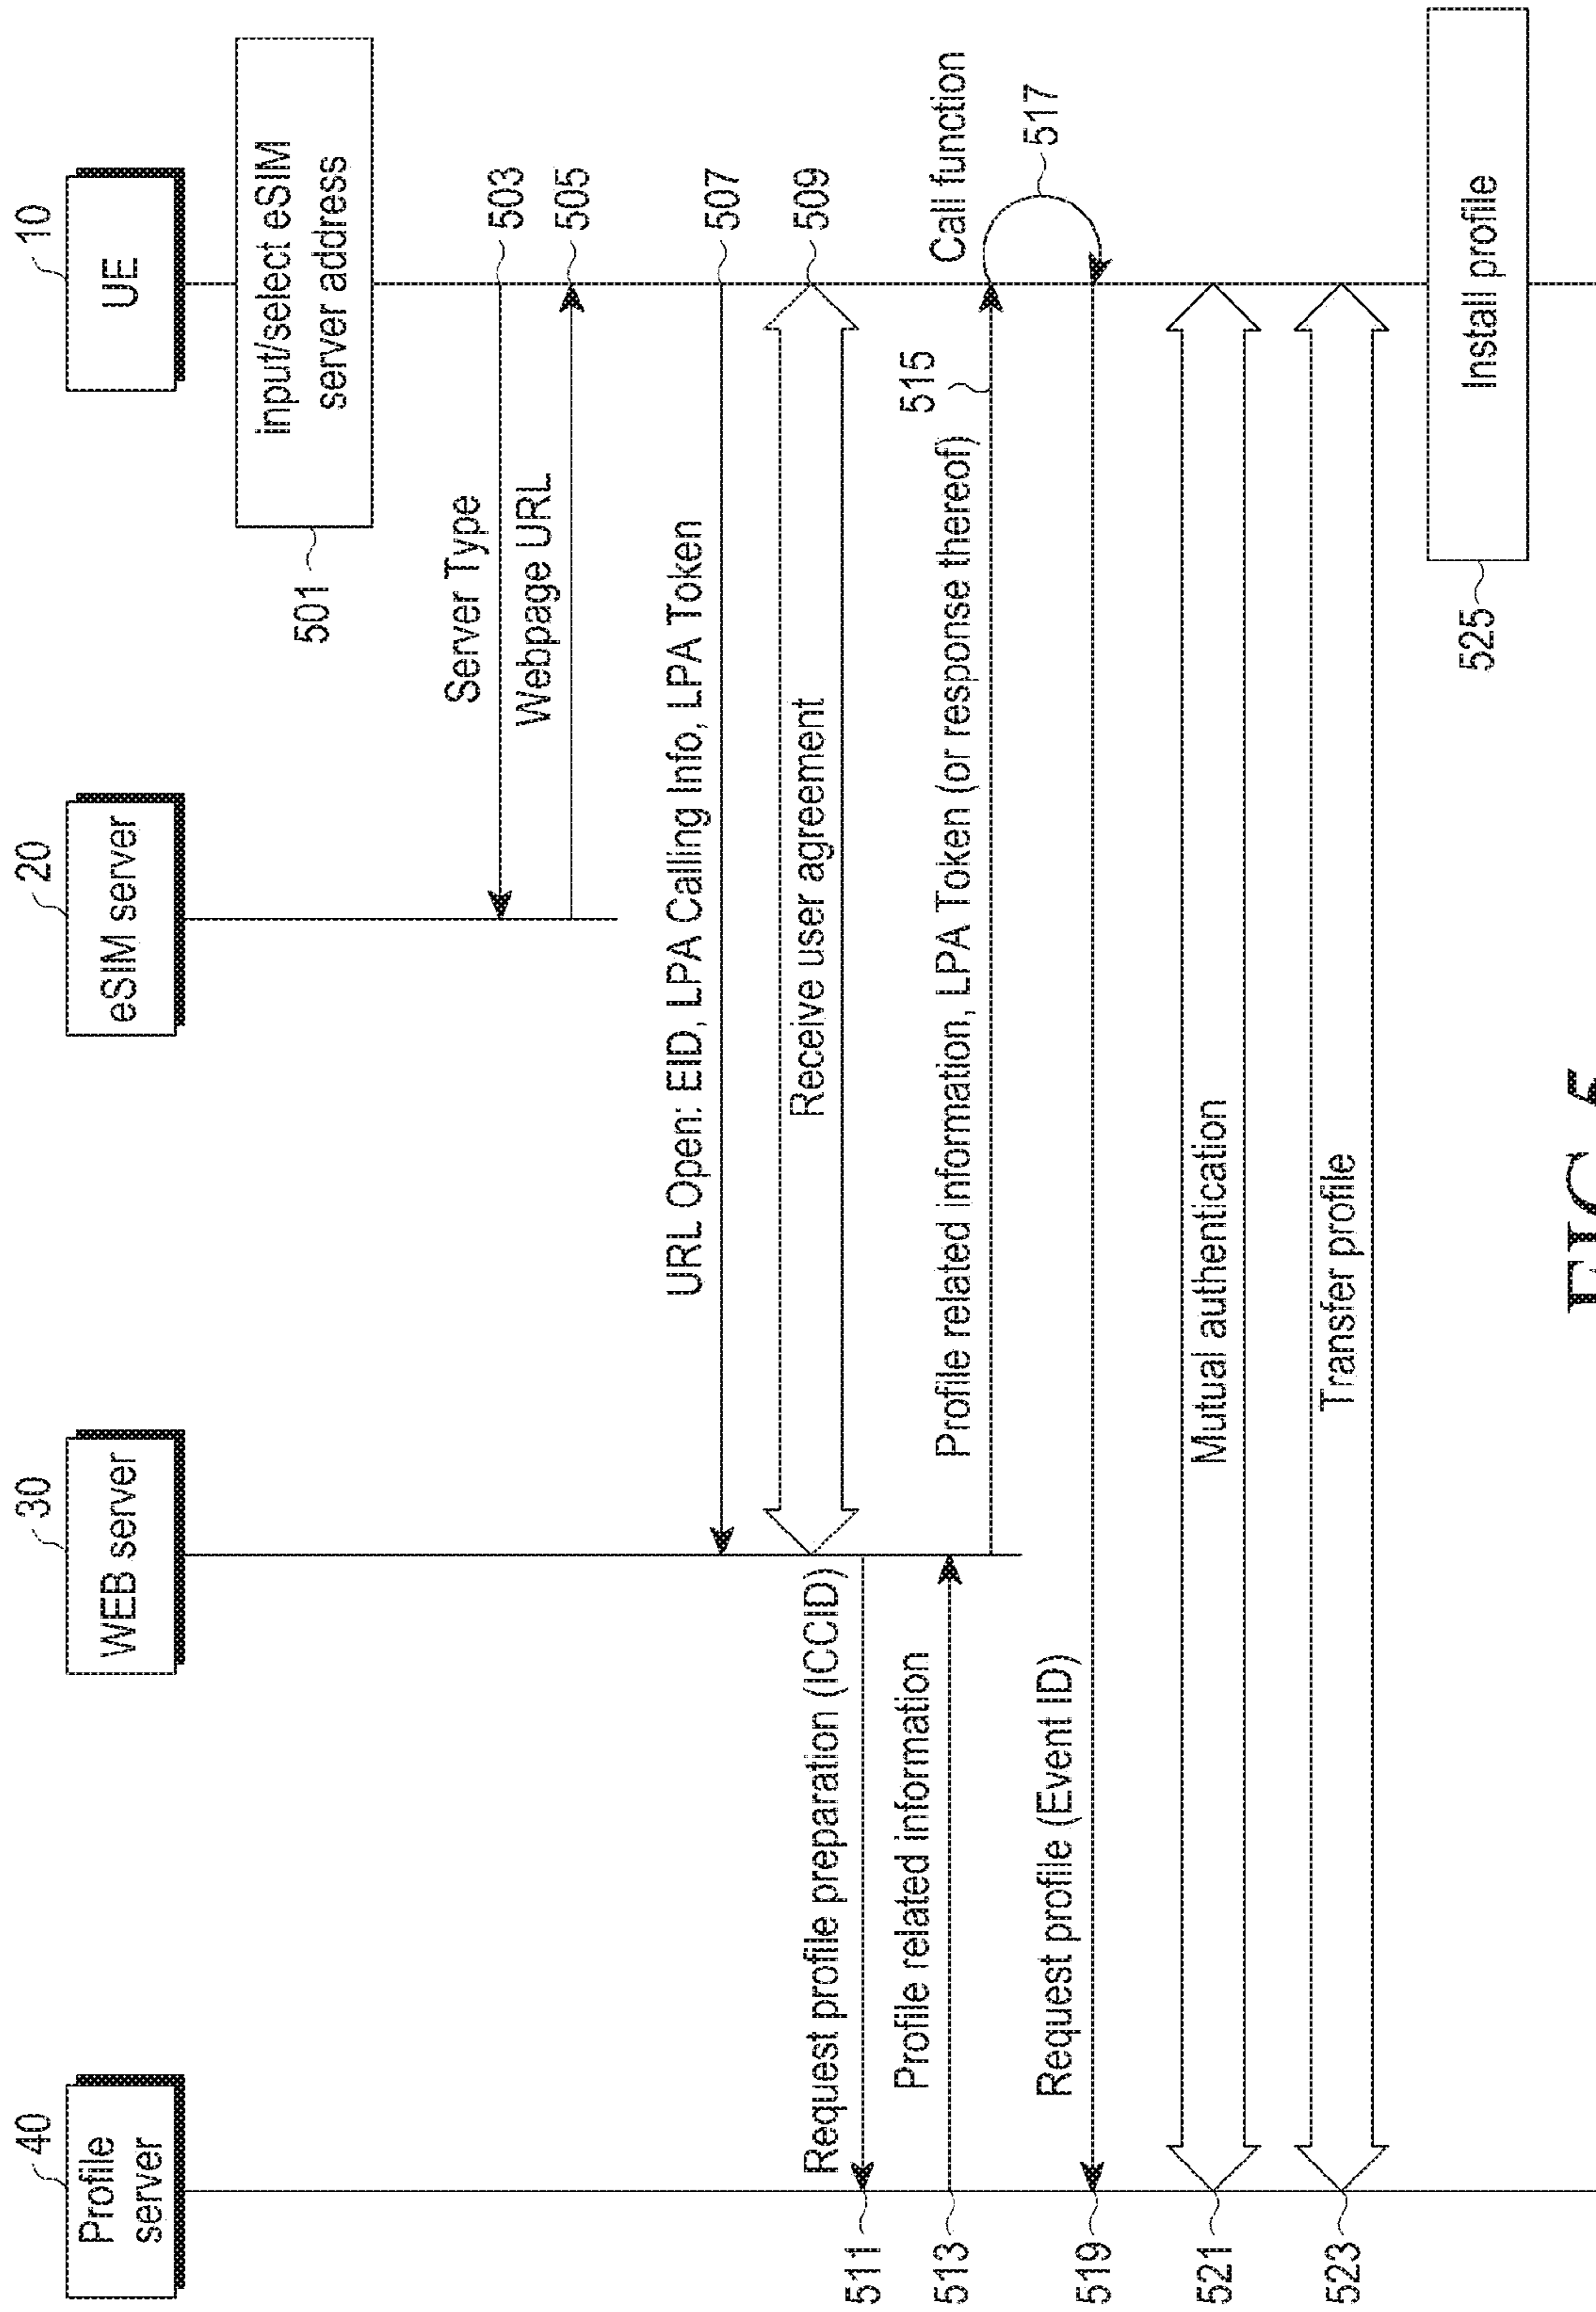 40
Profile
server
30
WEB server
20
eSIM server
10
UE
input/select eSIM
server address
501
Server Type
503
Webpage URL
505
URL Open: EID, LPA Calling Info, LPA Token
507
Receive user agreement
509
Request profile preparation (ICCID)
511
Profile related information
513
Profile related information, LPA Token (or response thereof)
515
Call function
517
Request profile (Event ID)
519
Mutual authentication
521
Transfer profile
523
Install profile
525
FIG. 5